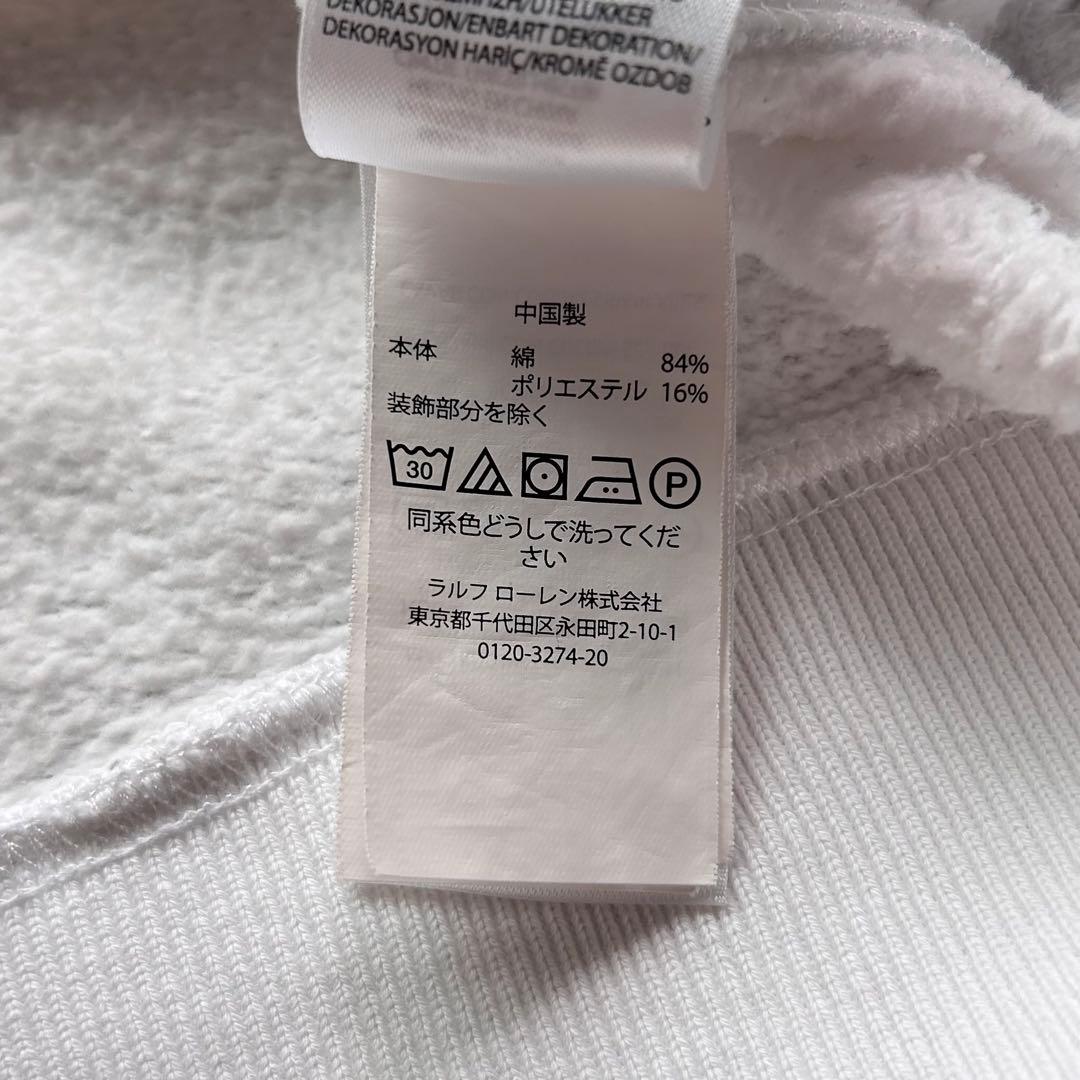 UTELUKKER
DEKORASJON/ENBART DEKORATION/
DEKORASYON HARİÇ/KROMĒ OZDOB
中国製
本体 綿 84%
ポリエステル 16%
装飾部分を除く
30 P
同系色どうしで洗ってくだ
さい
ラルフ ローレン株式会社
東京都千代田区永田町2-10-1
0120-3274-20